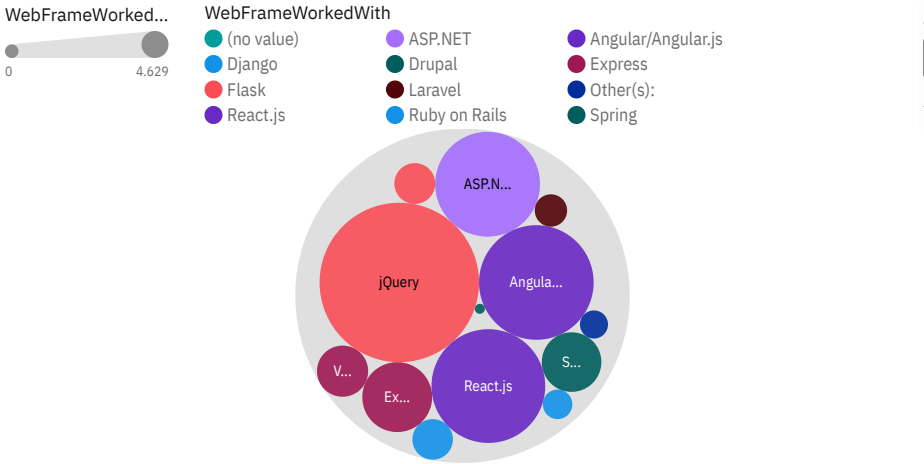 WebFrameWorked...
0
4.629
WebFrameWorkedWith
(no value)
ASP.NET
Angular/Angular.js
Django
Drupal
Express
Flask
Laravel
Other(s):
React.js
Ruby on Rails
Spring
ASP.N...
jQuery
Angula...
S...
V...
Ex...
React.js